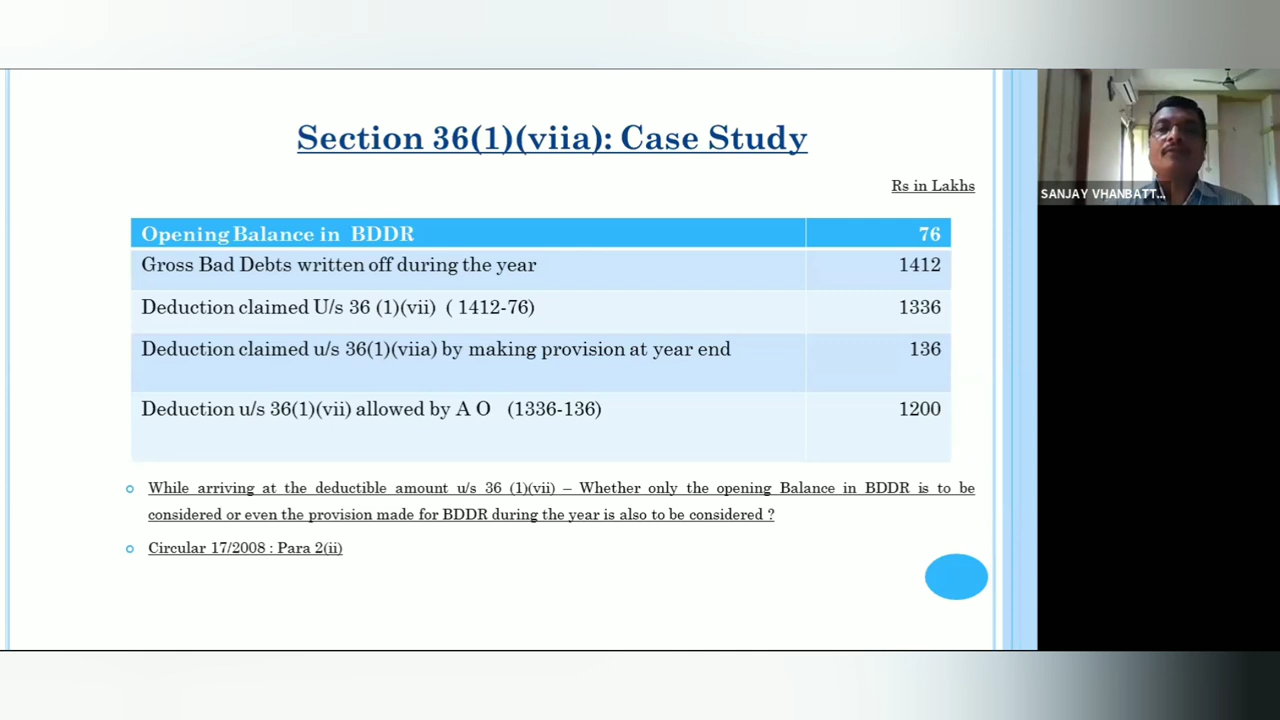 Section 36(1)(viia): Case Study
Rs in Lakhs
Opening Balance in BDDR 76
Gross Bad Debts written off during the year 1412
Deduction claimed U/s 36 (1)(vii) ( 1412-76) 1336
Deduction claimed u/s 36(1)(viia) by making provision at year end 136
Deduction u/s 36(1)(vii) allowed by A O (1336-136) 1200
While arriving at the deductible amount u/s 36 (1)(vii) – Whether only the opening Balance in BDDR is to be
considered or even the provision made for BDDR during the year is also to be considered ?
Circular 17/2008 : Para 2(ii)
SANJAY VHANBATT...